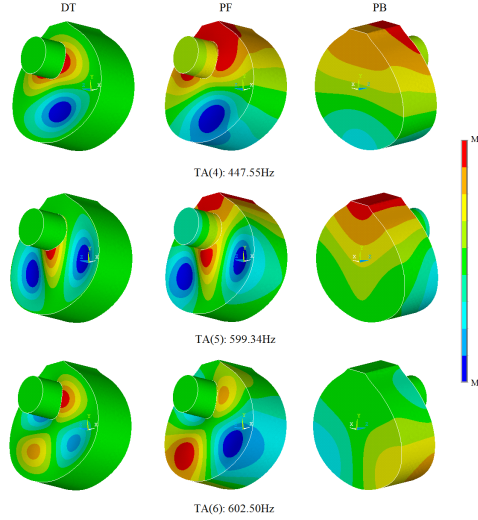 DT PF PB
M
TA(4): 447.55Hz
TA(5): 599.34Hz
M
TA(6): 602.50Hz